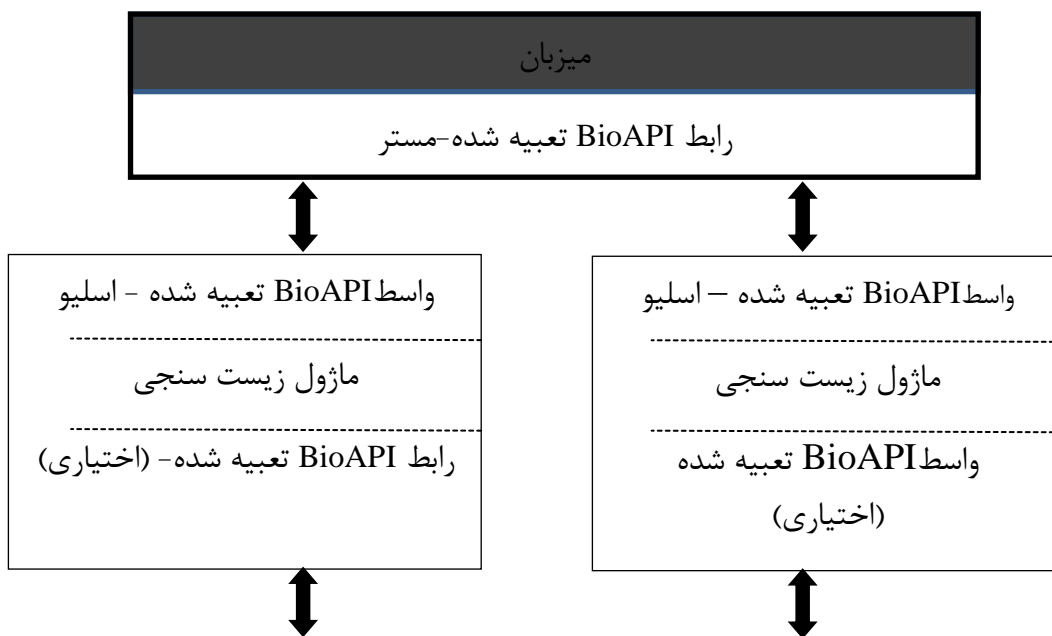 میزبان
رابط BioAPI تعبیه شده-مستر
واسطBioAPI تعبیه شده – اسلیو
ماژول زیست سنجی
واسطBioAPI تعبیه شده
(اختیاری)
واسطBioAPI تعبیه شده - اسلیو
ماژول زیست سنجی
رابط BioAPI تعبیه شده- (اختیاری)